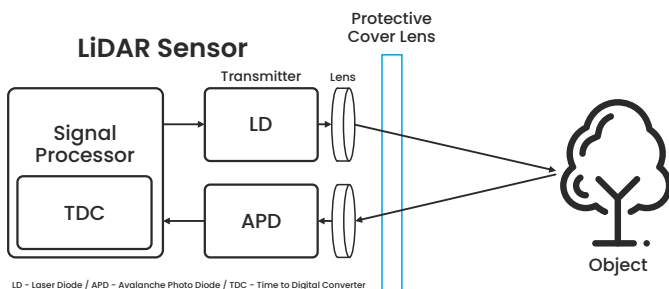 Protective
Cover Lens
LiDAR Sensor
Transmitter
Lens
LD
Signal
Processor
TDC
APD
Object
LD - Laser Diode / APD - Avalanche Photo Diode / TDC - Time to Digital Converter